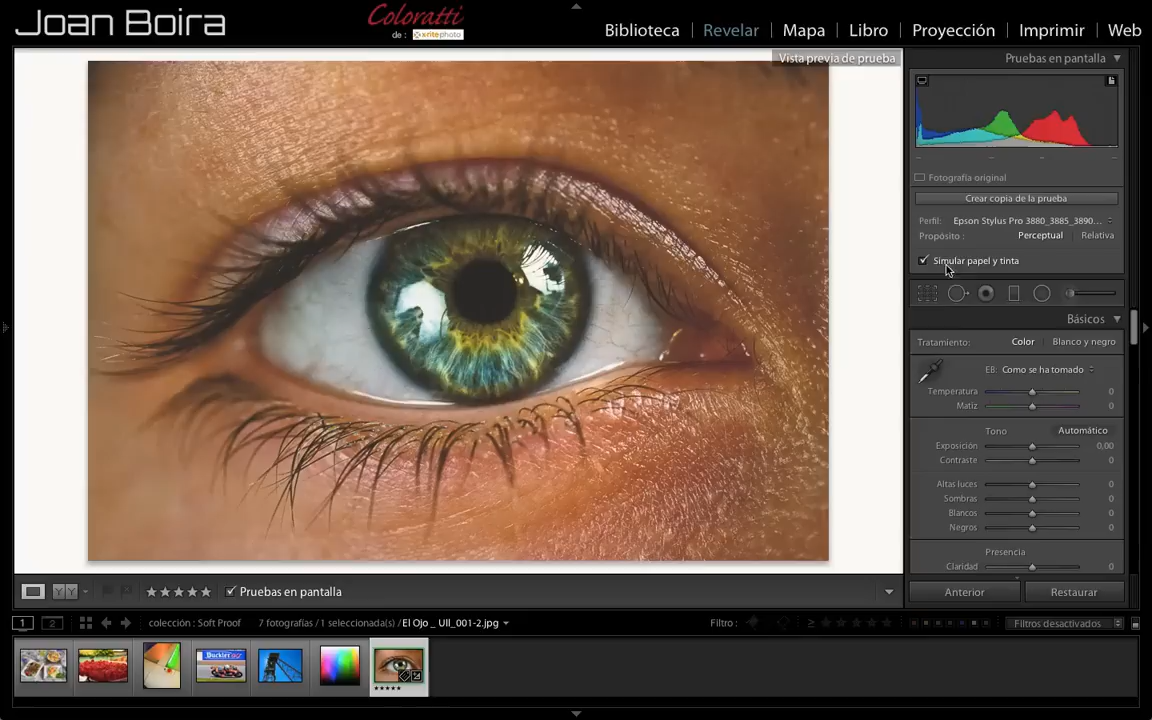 Joan Boira
Coloratti
de : x·rite photo
Biblioteca | Revelar | Mapa | Libro | Proyección | Imprimir | Web
Vista previa de prueba
Pruebas en pantalla
Fotografía original
Crear copia de la prueba
Perfil: Epson Stylus Pro 3880_3885_3890...
Propósito : Perceptual Relativa
Simular papel y tinta
Básicos
Tratamiento: Color | Blanco y negro
EB: Como se ha tomado
Temperatura 0
Matiz 0
Tono Automático
Exposición 0,00
Contraste 0
Altas luces 0
Sombras 0
Blancos 0
Negros 0
Presencia
Claridad 0
Anterior Restaurar
YY Pruebas en pantalla
1 2 colección : Soft Proof 7 fotografías / 1 seleccionada(s) / El Ojo _ Ull_001-2.jpg Filtro : Filtros desactivados